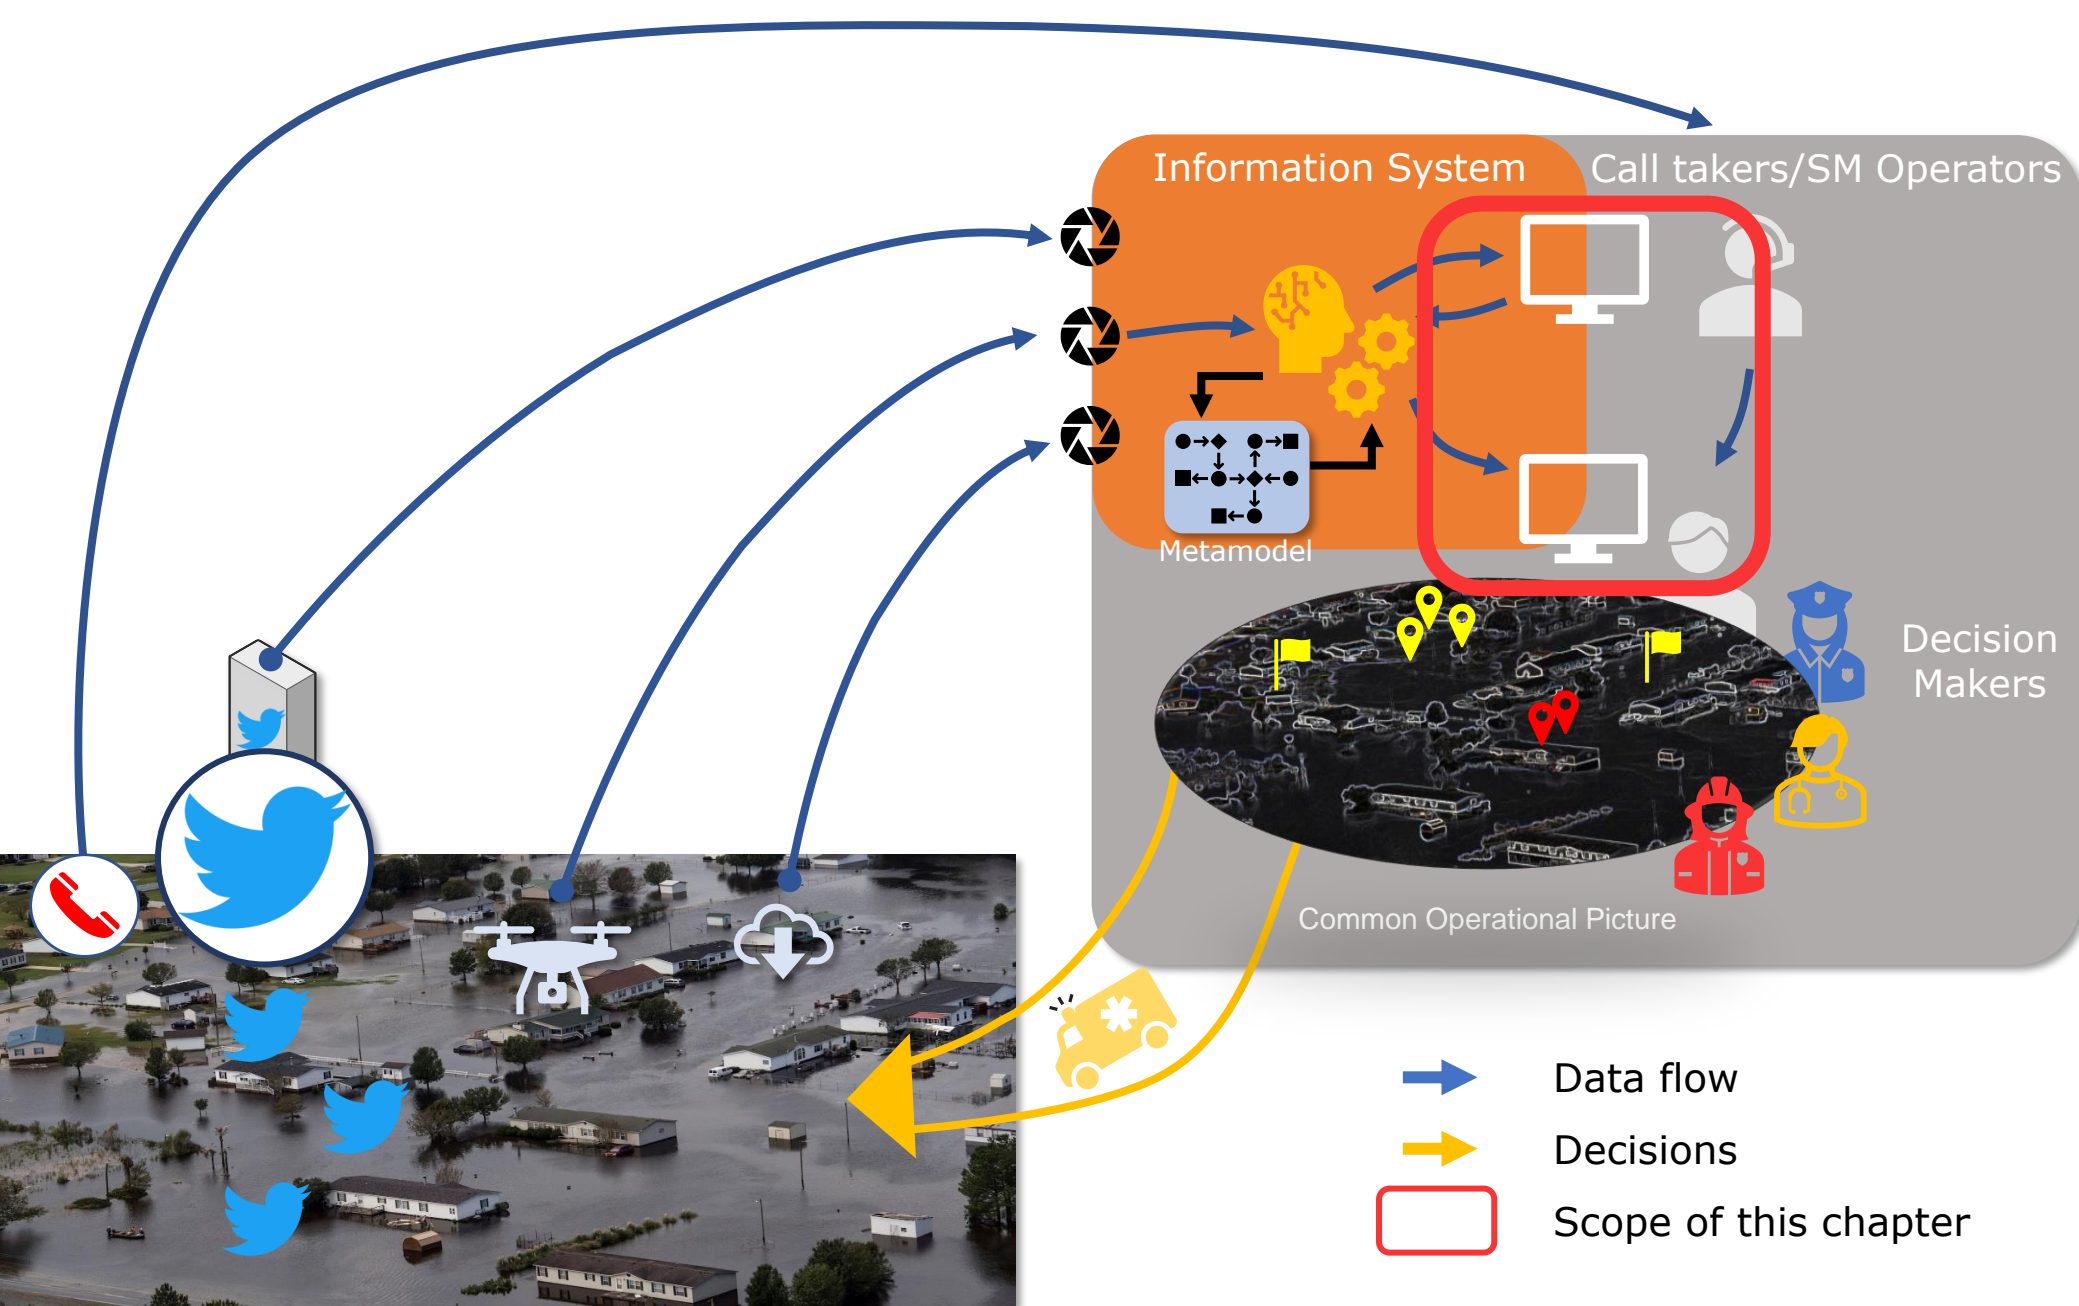 Information System
Call takers/SM Operators
Metamodel
Decision
Makers
Common Operational Picture
Data flow
Decisions
Scope of this chapter